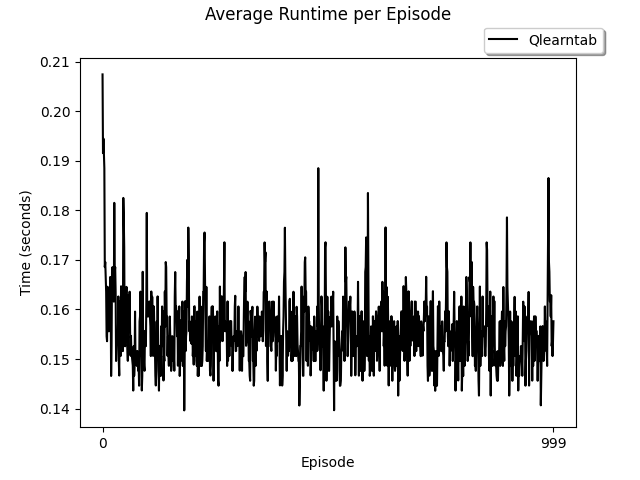 Average Runtime per Episode
Qlearntab
0.21
0.20
0.19
0.18
0.17
0.16
0.15
0.14
Time (seconds)
0
999
Episode